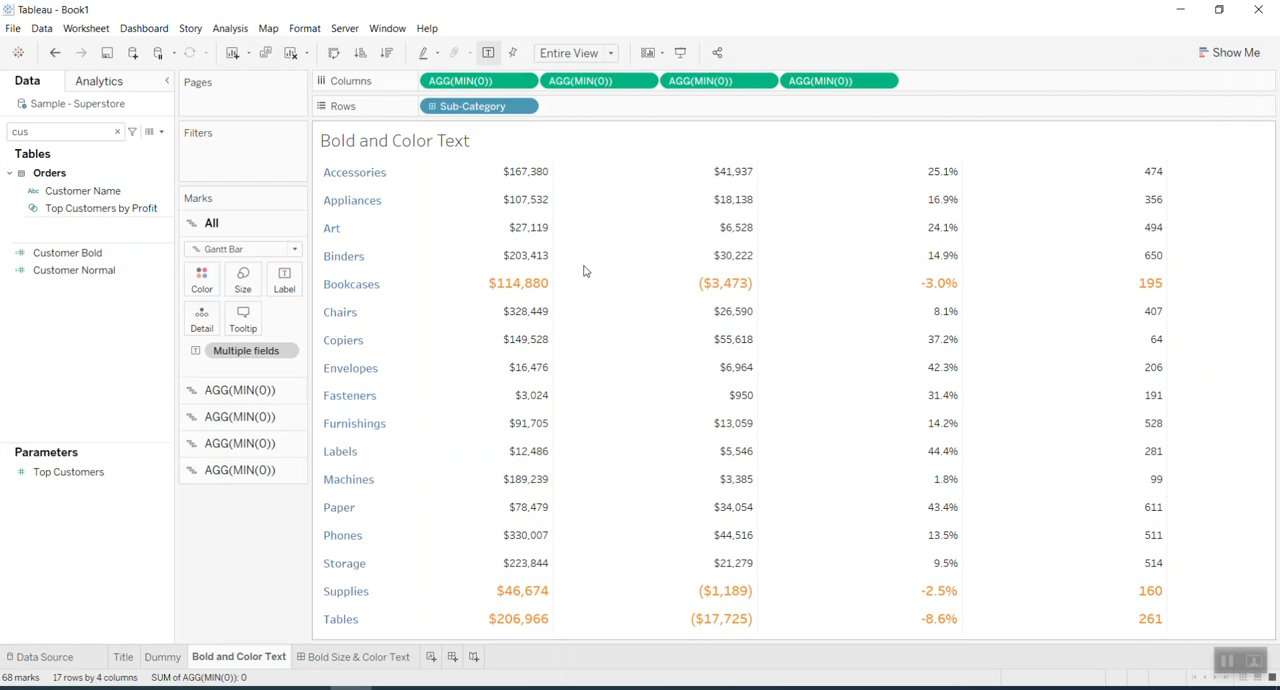 Tableau - Book1
File Data Worksheet Dashboard Story Analysis Map Format Server Window Help
Entire View Show Me
Data Analytics
Sample - Superstore
cus
Tables
Orders
Abc Customer Name
Top Customers by Profit
Customer Bold
Customer Normal
Parameters
Top Customers
Pages
Filters
Marks
All
Gantt Bar
Color Size Label
Detail Tooltip
Multiple fields
AGG(MIN(0))
AGG(MIN(0))
AGG(MIN(0))
AGG(MIN(0))
Columns AGG(MIN(0)) AGG(MIN(0)) AGG(MIN(0)) AGG(MIN(0))
Rows Sub-Category
Bold and Color Text
Accessories $167,380 $41,937 25.1% 474
Appliances $107,532 $18,138 16.9% 356
Art $27,119 $6,528 24.1% 494
Binders $203,413 $30,222 14.9% 650
Bookcases $114,880 ($3,473) -3.0% 195
Chairs $328,449 $26,590 8.1% 407
Copiers $149,528 $55,618 37.2% 64
Envelopes $16,476 $6,964 42.3% 206
Fasteners $3,024 $950 31.4% 191
Furnishings $91,705 $13,059 14.2% 528
Labels $12,486 $5,546 44.4% 281
Machines $189,239 $3,385 1.8% 99
Paper $78,479 $34,054 43.4% 611
Phones $330,007 $44,516 13.5% 511
Storage $223,844 $21,279 9.5% 514
Supplies $46,674 ($1,189) -2.5% 160
Tables $206,966 ($17,725) -8.6% 261
Data Source Title Dummy Bold and Color Text Bold Size & Color Text
68 marks 17 rows by 4 columns SUM of AGG(MIN(0)): 0